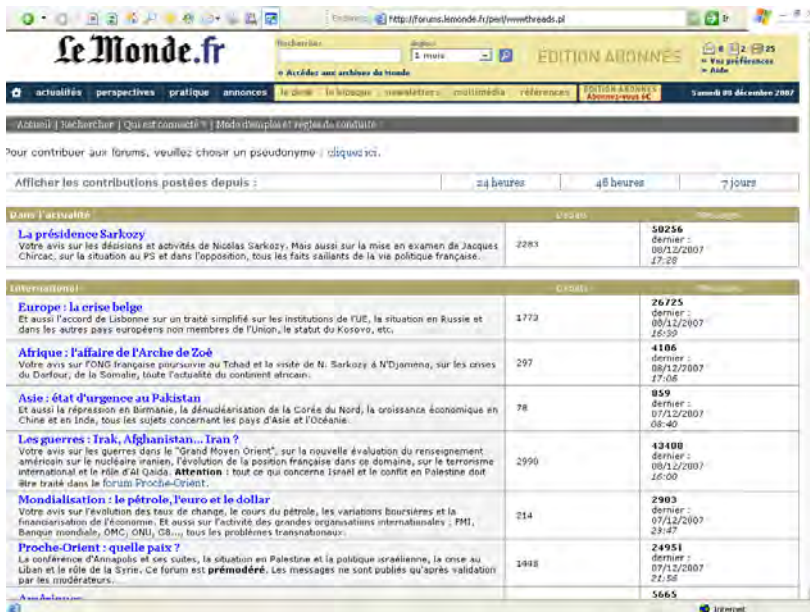 http://forums.lemonde.fr/perl/wwwthreads.pl
Le Monde.fr
Rechercher
1 mois
» Accédez aux archives du Monde
EDITION ABONNES
0 2 25
» Vos préférences
» Aide
actualités perspectives pratique annonces le desk le kiosque newsletters multimédia références EDITION ABONNES
Abonnez-vous 6€
Samedi 08 décembre 2007
Accueil | Rechercher | Qui est connecté ? | Mode d'emploi et règles de conduite
Pour contribuer aux forums, veuillez choisir un pseudonyme : cliquez ici.
Afficher les contributions postées depuis : 24 heures 48 heures 7 jours
Dans l'actualité
La présidence Sarkozy
Votre avis sur les décisions et activités de Nicolas Sarkozy. Mais aussi sur la mise en examen de Jacques
Chircac, sur la situation au PS et dans l'opposition, tous les faits saillants de la vie politique française.
2283
50256
dernier :
08/12/2007
17:28
International
Europe : la crise belge
Et aussi l'accord de Lisbonne sur un traité simplifié sur les institutions de l'UE, la situation en Russie et
dans les autres pays européens non membres de l'Union, le statut du Kosovo, etc.
1773
26725
dernier :
08/12/2007
16:39
Afrique : l'affaire de l'Arche de Zoé
Votre avis sur l'ONG française poursuivie au Tchad et la visite de N. Sarkozy à N'Djamena, sur les crises
du Darfour, de la Somalie, toute l'actualité du continent africain.
297
4106
dernier :
08/12/2007
17:06
Asie : état d'urgence au Pakistan
Et aussi la répression en Birmanie, la dénucléarisation de la Corée du Nord, la croissance économique en
Chine et en Inde, tous les sujets concernant les pays d'Asie et l'Océanie.
78
859
dernier :
07/12/2007
08:40
Les guerres : Irak, Afghanistan... Iran ?
Votre avis sur les guerres dans le "Grand Moyen Orient", sur la nouvelle évaluation du renseignement
américain sur le nucléaire iranien, l'évolution de la position française dans ce domaine, sur le terrorisme
international et le rôle d'Al Qaida. Attention : tout ce qui concerne Israël et le conflit en Palestine doit
être traité dans le forum Proche-Orient.
2990
43408
dernier :
08/12/2007
16:00
Mondialisation : le pétrole, l'euro et le dollar
Votre avis sur l'évolution des taux de change, le cours du pétrole, les variations boursières et la
financiarisation de l'économie. Et aussi sur l'activité des grandes organisations internationales : FMI,
Banque mondiale, OMC, ONU, G8..., tous les problèmes transnationaux.
214
2903
dernier :
07/12/2007
23:47
Proche-Orient : quelle paix ?
La conférence d'Annapolis et ses suites, la situation en Palestine et la politique israélienne, la crise au
Liban et le rôle de la Syrie. Ce forum est prémodéré. Les messages ne sont publiés qu'après validation
par les modérateurs.
1448
24951
dernier :
07/12/2007
21:56
Amériques
5665
Internet